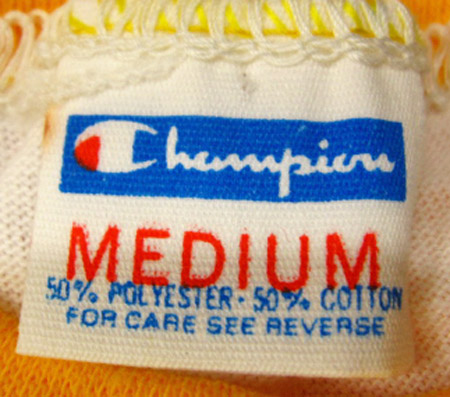 Champion
MEDIUM
50% POLYESTER · 50% COTTON
FOR CARE SEE REVERSE